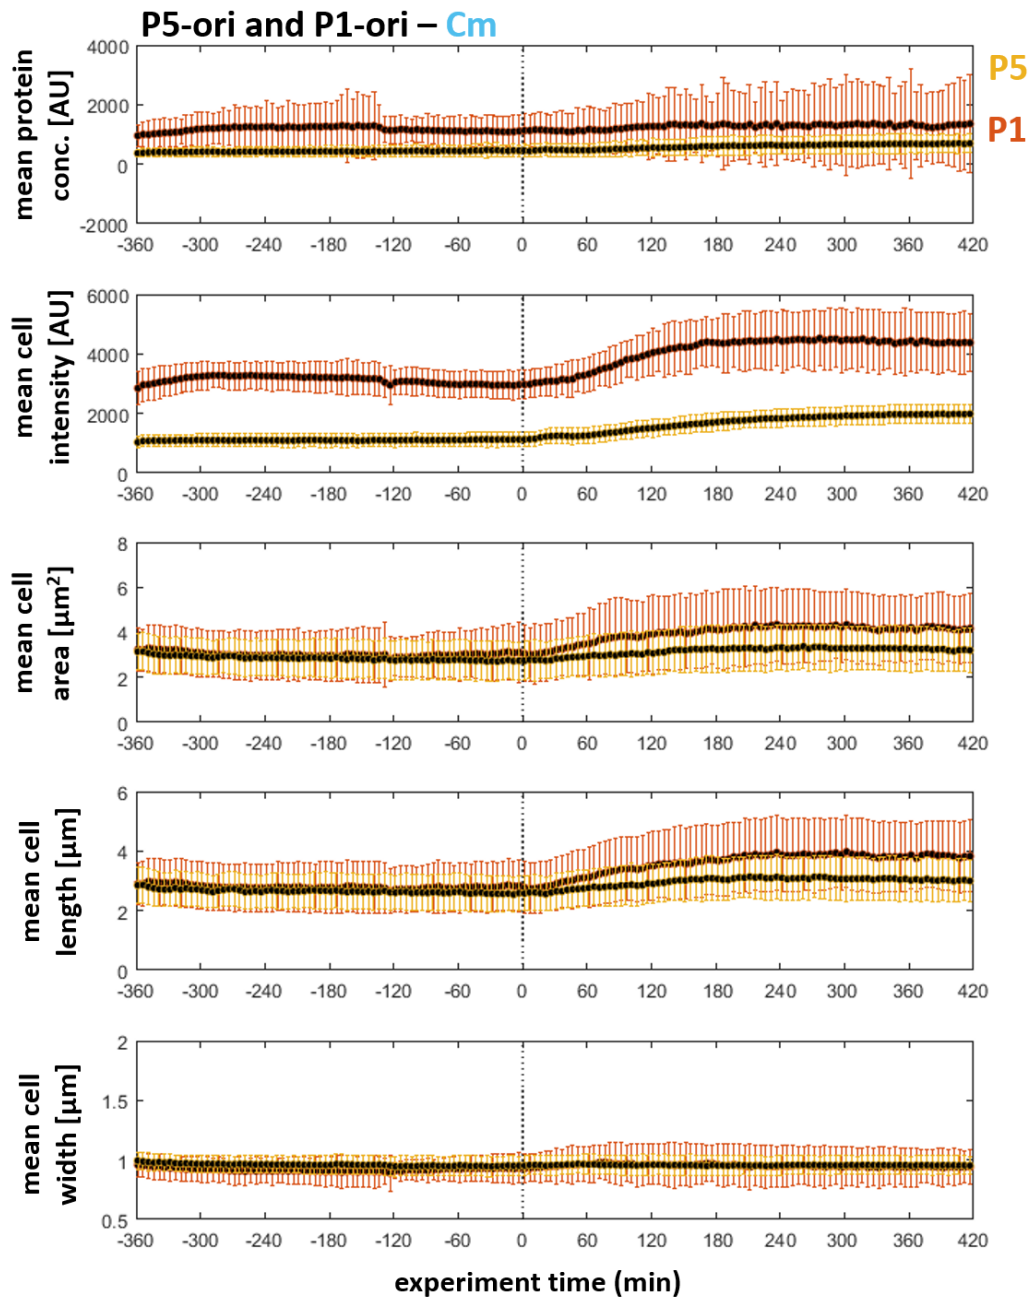 P5-ori and P1-ori – Cm
mean protein
conc. [AU]
4000
2000
0
-2000
-360 -300 -240 -180 -120 -60 0 60 120 180 240 300 360 420
P5
P1
mean cell
intensity [AU]
6000
4000
2000
0
-360 -300 -240 -180 -120 -60 0 60 120 180 240 300 360 420
mean cell
area [µm²]
8
6
4
2
0
-360 -300 -240 -180 -120 -60 0 60 120 180 240 300 360 420
mean cell
length [µm]
6
4
2
0
-360 -300 -240 -180 -120 -60 0 60 120 180 240 300 360 420
mean cell
width [µm]
2
1.5
1
0.5
-360 -300 -240 -180 -120 -60 0 60 120 180 240 300 360 420
experiment time (min)